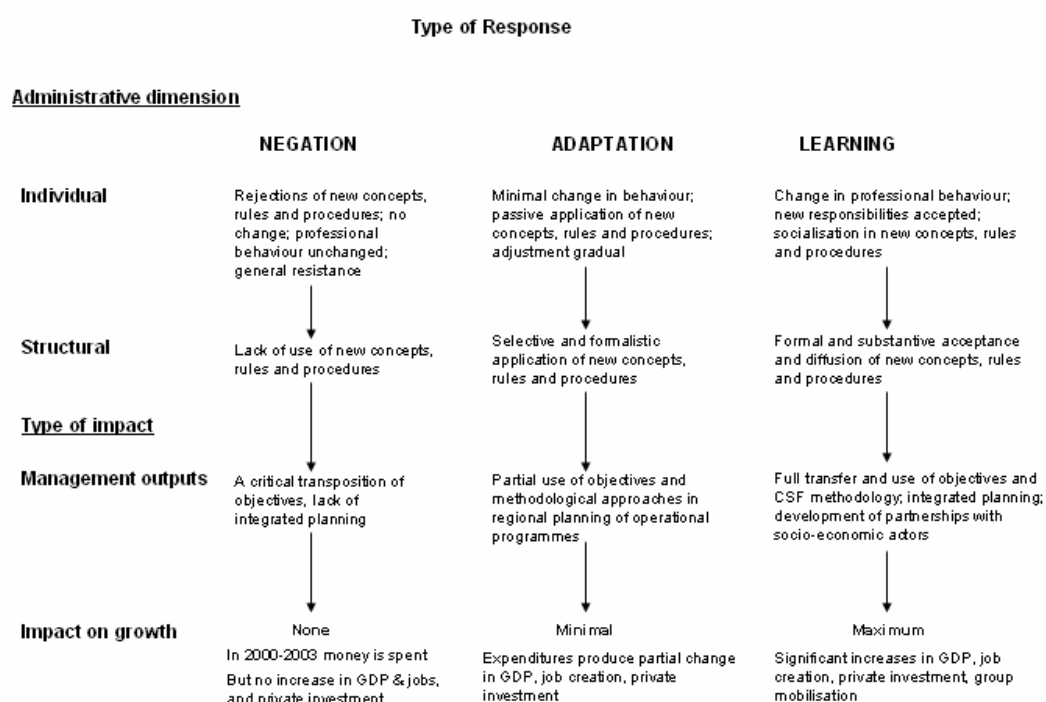 Type of Response
Administrative dimension
NEGATION
ADAPTATION
LEARNING
Individual
Rejections of new concepts,
rules and procedures; no
change; professional
behaviour unchanged;
general resistance
Minimal change in behaviour;
passive application of new
concepts, rules and procedures;
adjustment gradual
Change in professional behaviour;
new responsibilities accepted;
socialisation in new concepts, rules
and procedures
Structural
Lack of use of new concepts,
rules and procedures
Selective and formalistic
application of new concepts,
rules and procedures
Formal and substantive acceptance
and diffusion of new concepts, rules
and procedures
Type of impact
Management outputs
A critical transposition of
objectives, lack of
integrated planning
Partial use of objectives and
methodological approaches in
regional planning of operational
programmes
Full transfer and use of objectives and
CSF methodology; integrated planning;
development of partnerships with
socio-economic actors
Impact on growth
None
In 2000-2003 money is spent
But no increase in GDP & jobs,
and private investment
Minimal
Expenditures produce partial change
in GDP, job creation, private
investment
Maximum
Significant increases in GDP, job
creation, private investment, group
mobilisation